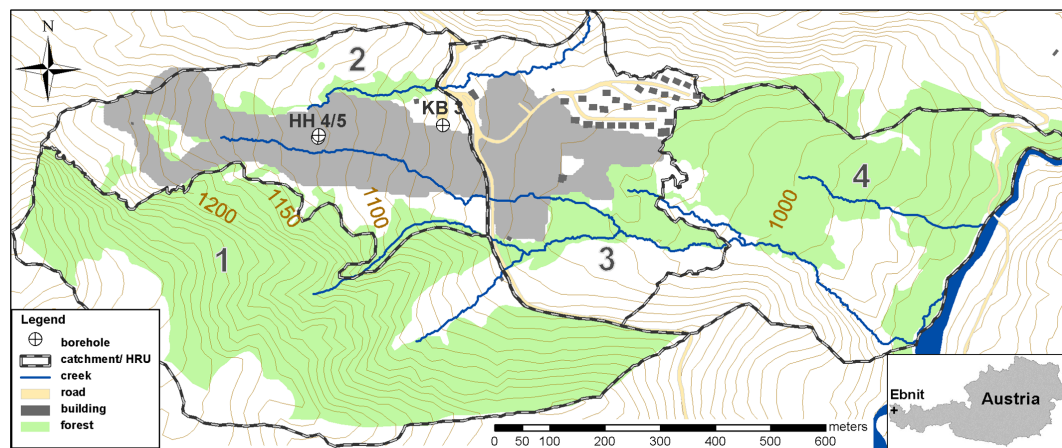 N
2
KB 3
HH 4/5
4
1200
1150
1100
1000
1
3
Legend
borehole
catchment/ HRU
creek
road
building
forest
Ebnit
+
Austria
meters
0 50 100 200 300 400 500 600